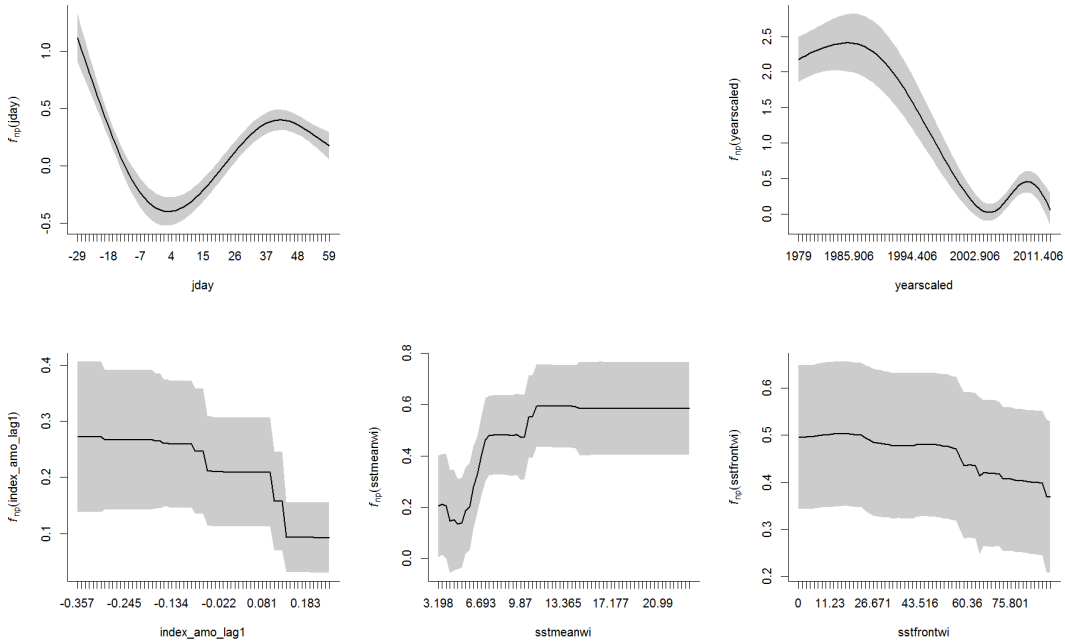 1.0
0.5
0.0
-0.5
f_np(jday)
-29 -18 -7 4 15 26 37 48 59
jday
2.5
2.0
1.5
1.0
0.5
0.0
f_np(yearscaled)
1979 1985.906 1994.406 2002.906 2011.406
yearscaled
0.4
0.3
0.2
0.1
f_np(index_amo_lag1)
-0.357 -0.245 -0.134 -0.022 0.081 0.183
index_amo_lag1
0.8
0.6
0.4
0.2
0.0
f_np(sstmeanwi)
3.198 6.693 9.87 13.365 17.177 20.99
sstmeanwi
0.6
0.5
0.4
0.3
0.2
f_np(sstfrontwi)
0 11.23 26.671 43.516 60.36 75.801
sstfrontwi